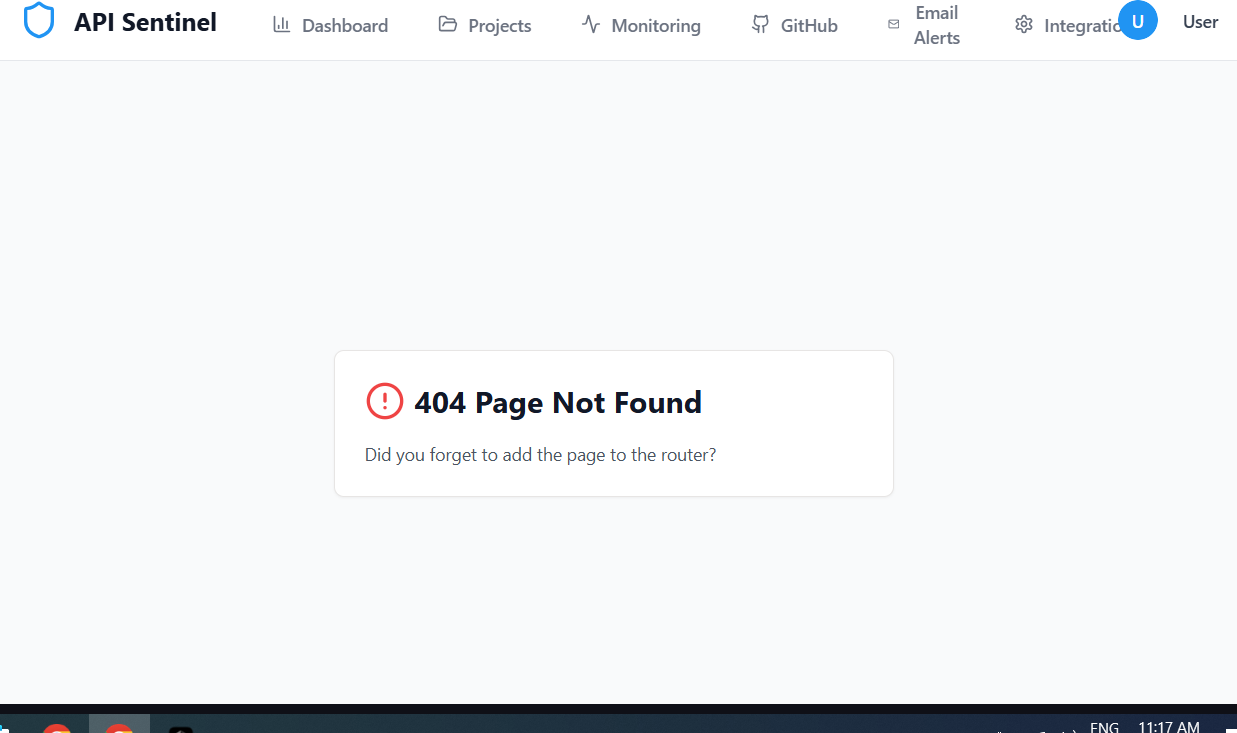 API Sentinel
Dashboard
Projects
Monitoring
GitHub
Email
Alerts
Integratio
U
User
404 Page Not Found
Did you forget to add the page to the router?
ENG
11:17 AM